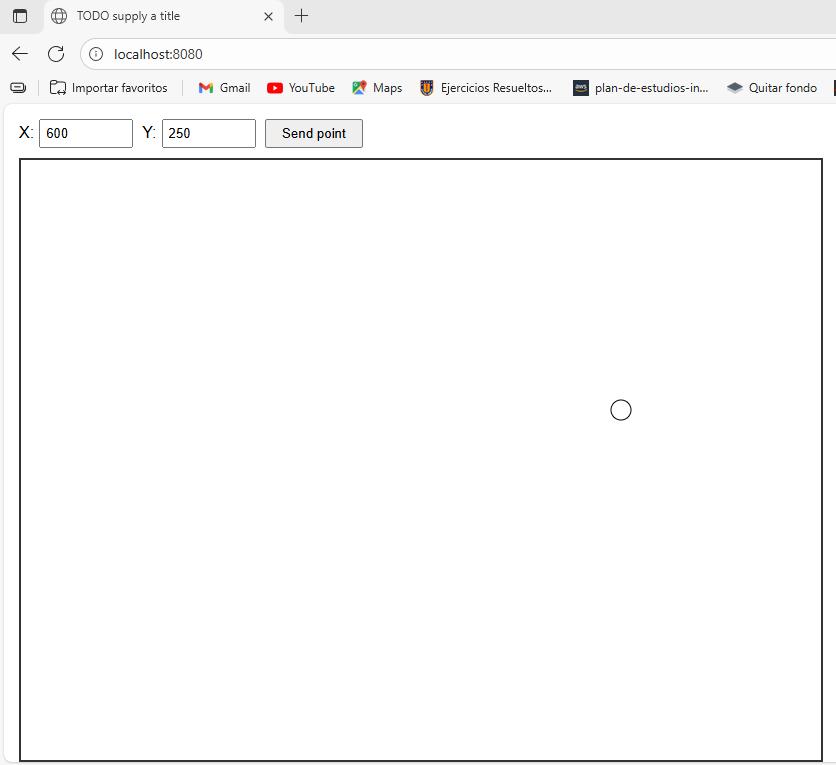 TODO supply a title
localhost:8080
Importar favoritos Gmail YouTube Maps Ejercicios Resueltos... aws plan-de-estudios-in... Quitar fondo
X: 600 Y: 250 Send point